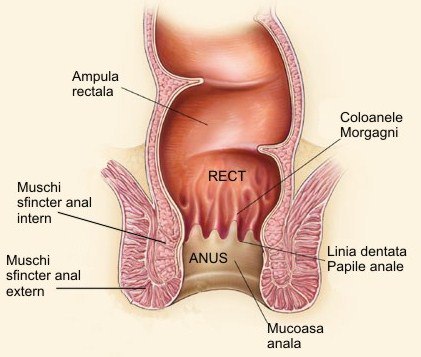 Ampula
rectala
Coloanele
Morgagni
RECT
Muschi
sfincter anal
intern
Linia dentata
Papile anale
ANUS
Muschi
sfincter anal
extern
Mucoasa
anala